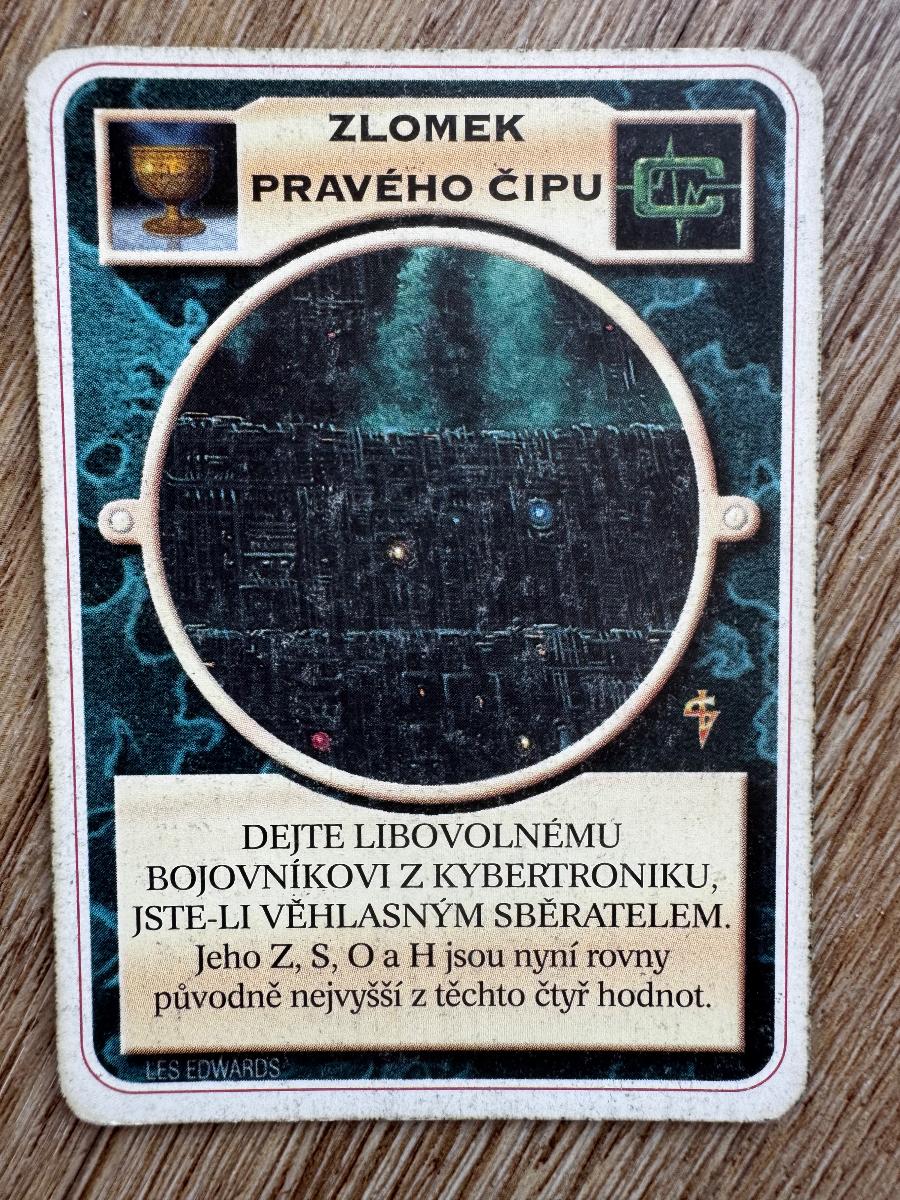 ZLOMEK
PRAVÉHO ČIPU
DEJTE LIBOVOLNÉMU
BOJOVNÍKOVI Z KYBERTRONIKU,
JSTE-LI VĚHLASNÝM SBĚRATELEM.
Jeho Z, S, O a H jsou nyní rovny
původně nejvyšší z těchto čtyř hodnot.
LES EDWARDS